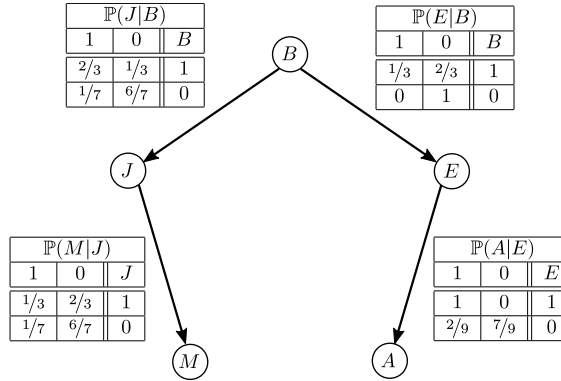 ℙ(J|B)
1 0 B
2/3 1/3 1
1/7 6/7 0
ℙ(E|B)
1 0 B
1/3 2/3 1
0 1 0
B
J
E
ℙ(M|J)
1 0 J
1/3 2/3 1
1/7 6/7 0
ℙ(A|E)
1 0 E
1 0 1
2/9 7/9 0
M
A